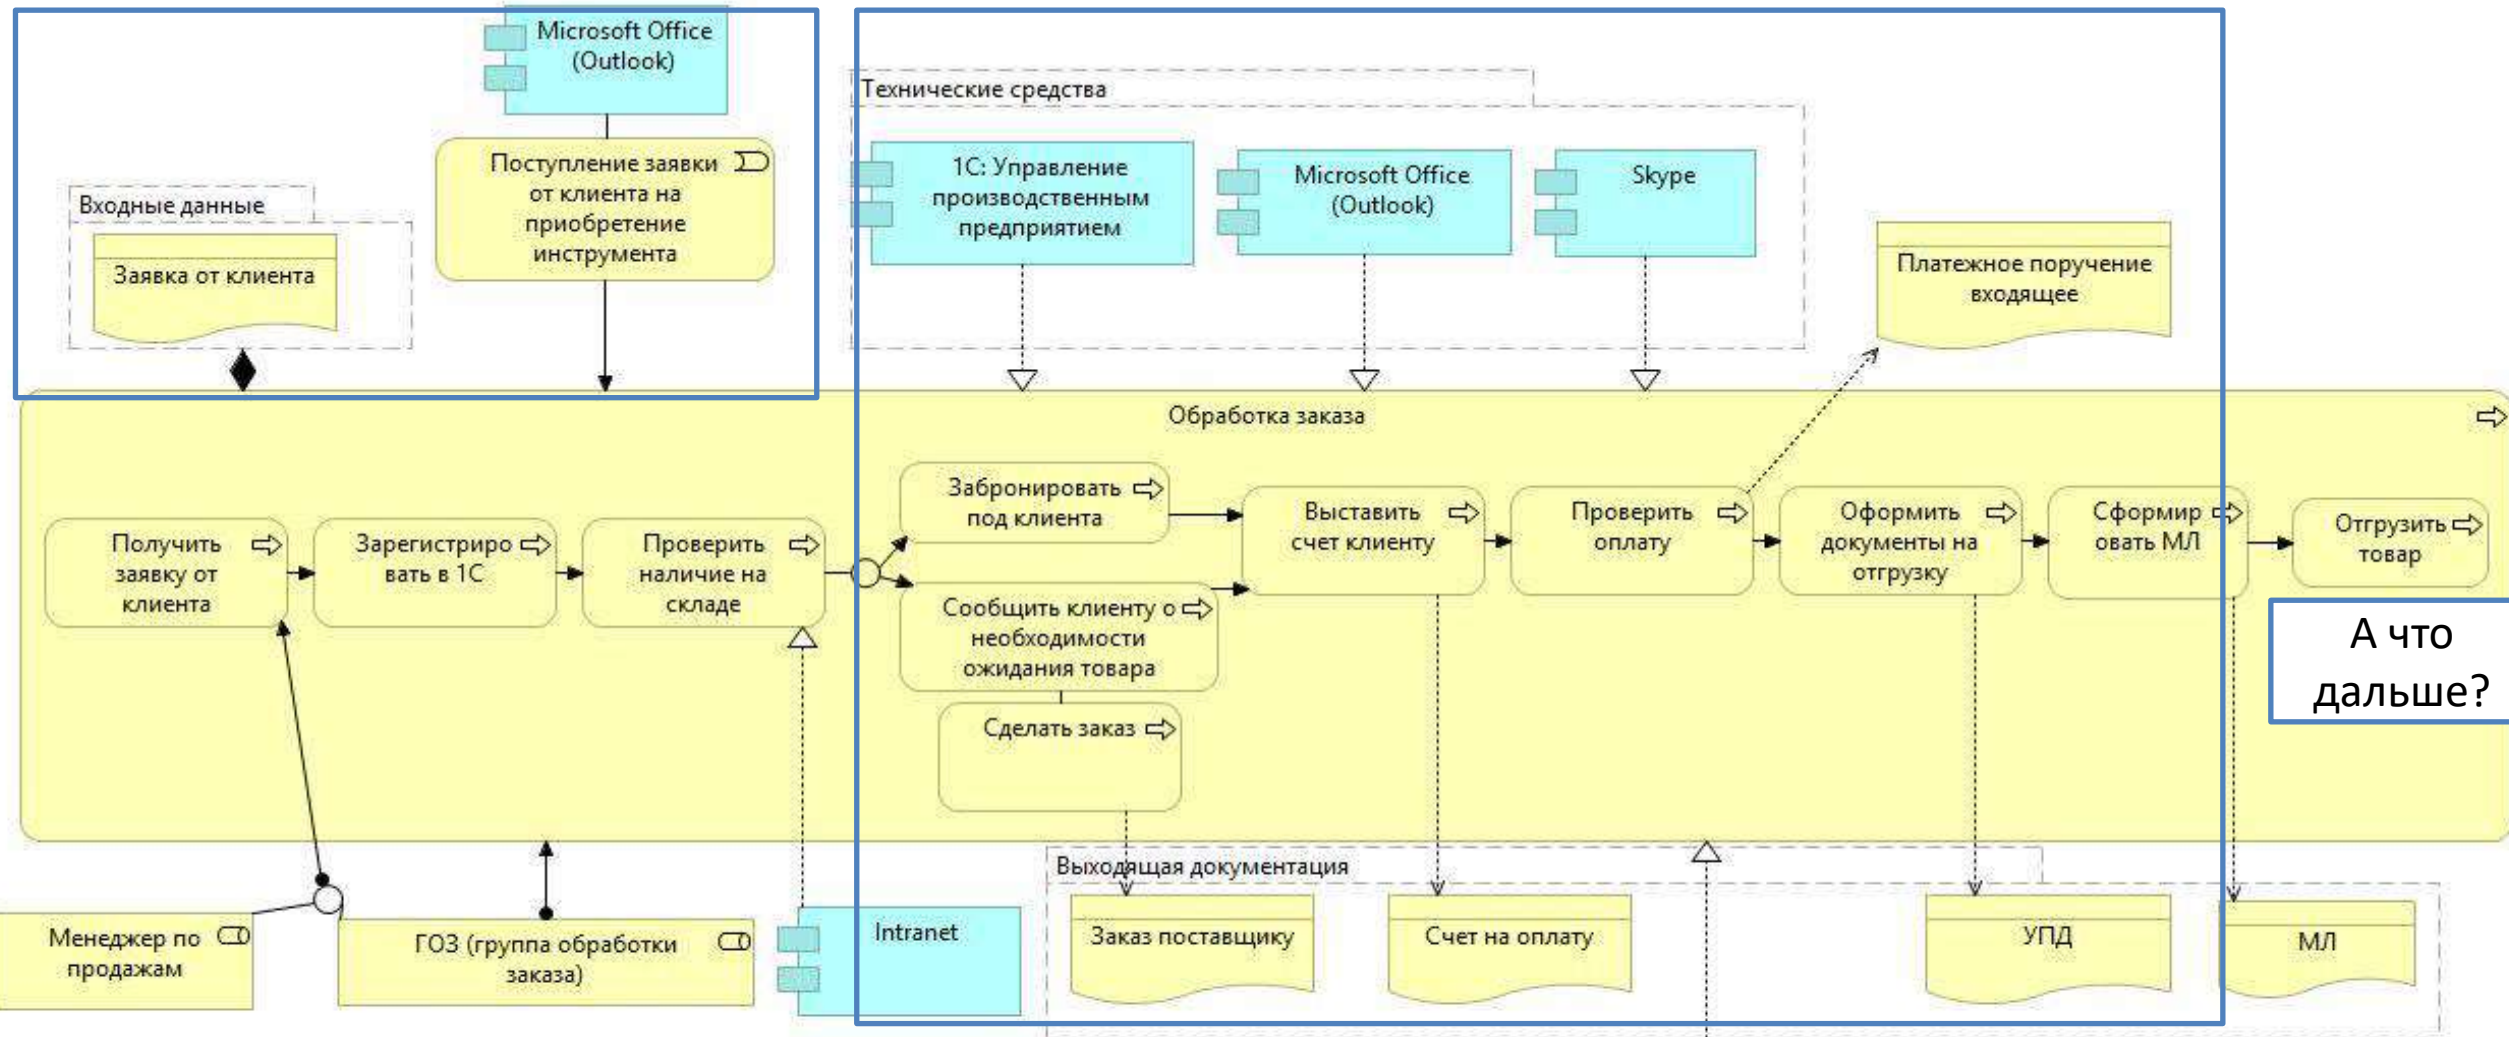 Microsoft Office
(Outlook)
Поступление заявки
от клиента на
приобретение
инструмента
Входные данные
Заявка от клиента
Технические средства
1С: Управление
производственным
предприятием
Microsoft Office
(Outlook)
Skype
Платежное поручение
входящее
Обработка заказа
Получить
заявку от
клиента
Зарегистриро
вать в 1С
Проверить
наличие на
складе
Забронировать
под клиента
Сообщить клиенту о
необходимости
ожидания товара
Сделать заказ
Выставить
счет клиенту
Проверить
оплату
Оформить
документы на
отгрузку
Сформир
овать МЛ
Отгрузить
товар
А что
дальше?
Менеджер по
продажам
ГОЗ (группа обработки
заказа)
Intranet
Выходящая документация
Заказ поставщику
Счет на оплату
УПД
МЛ